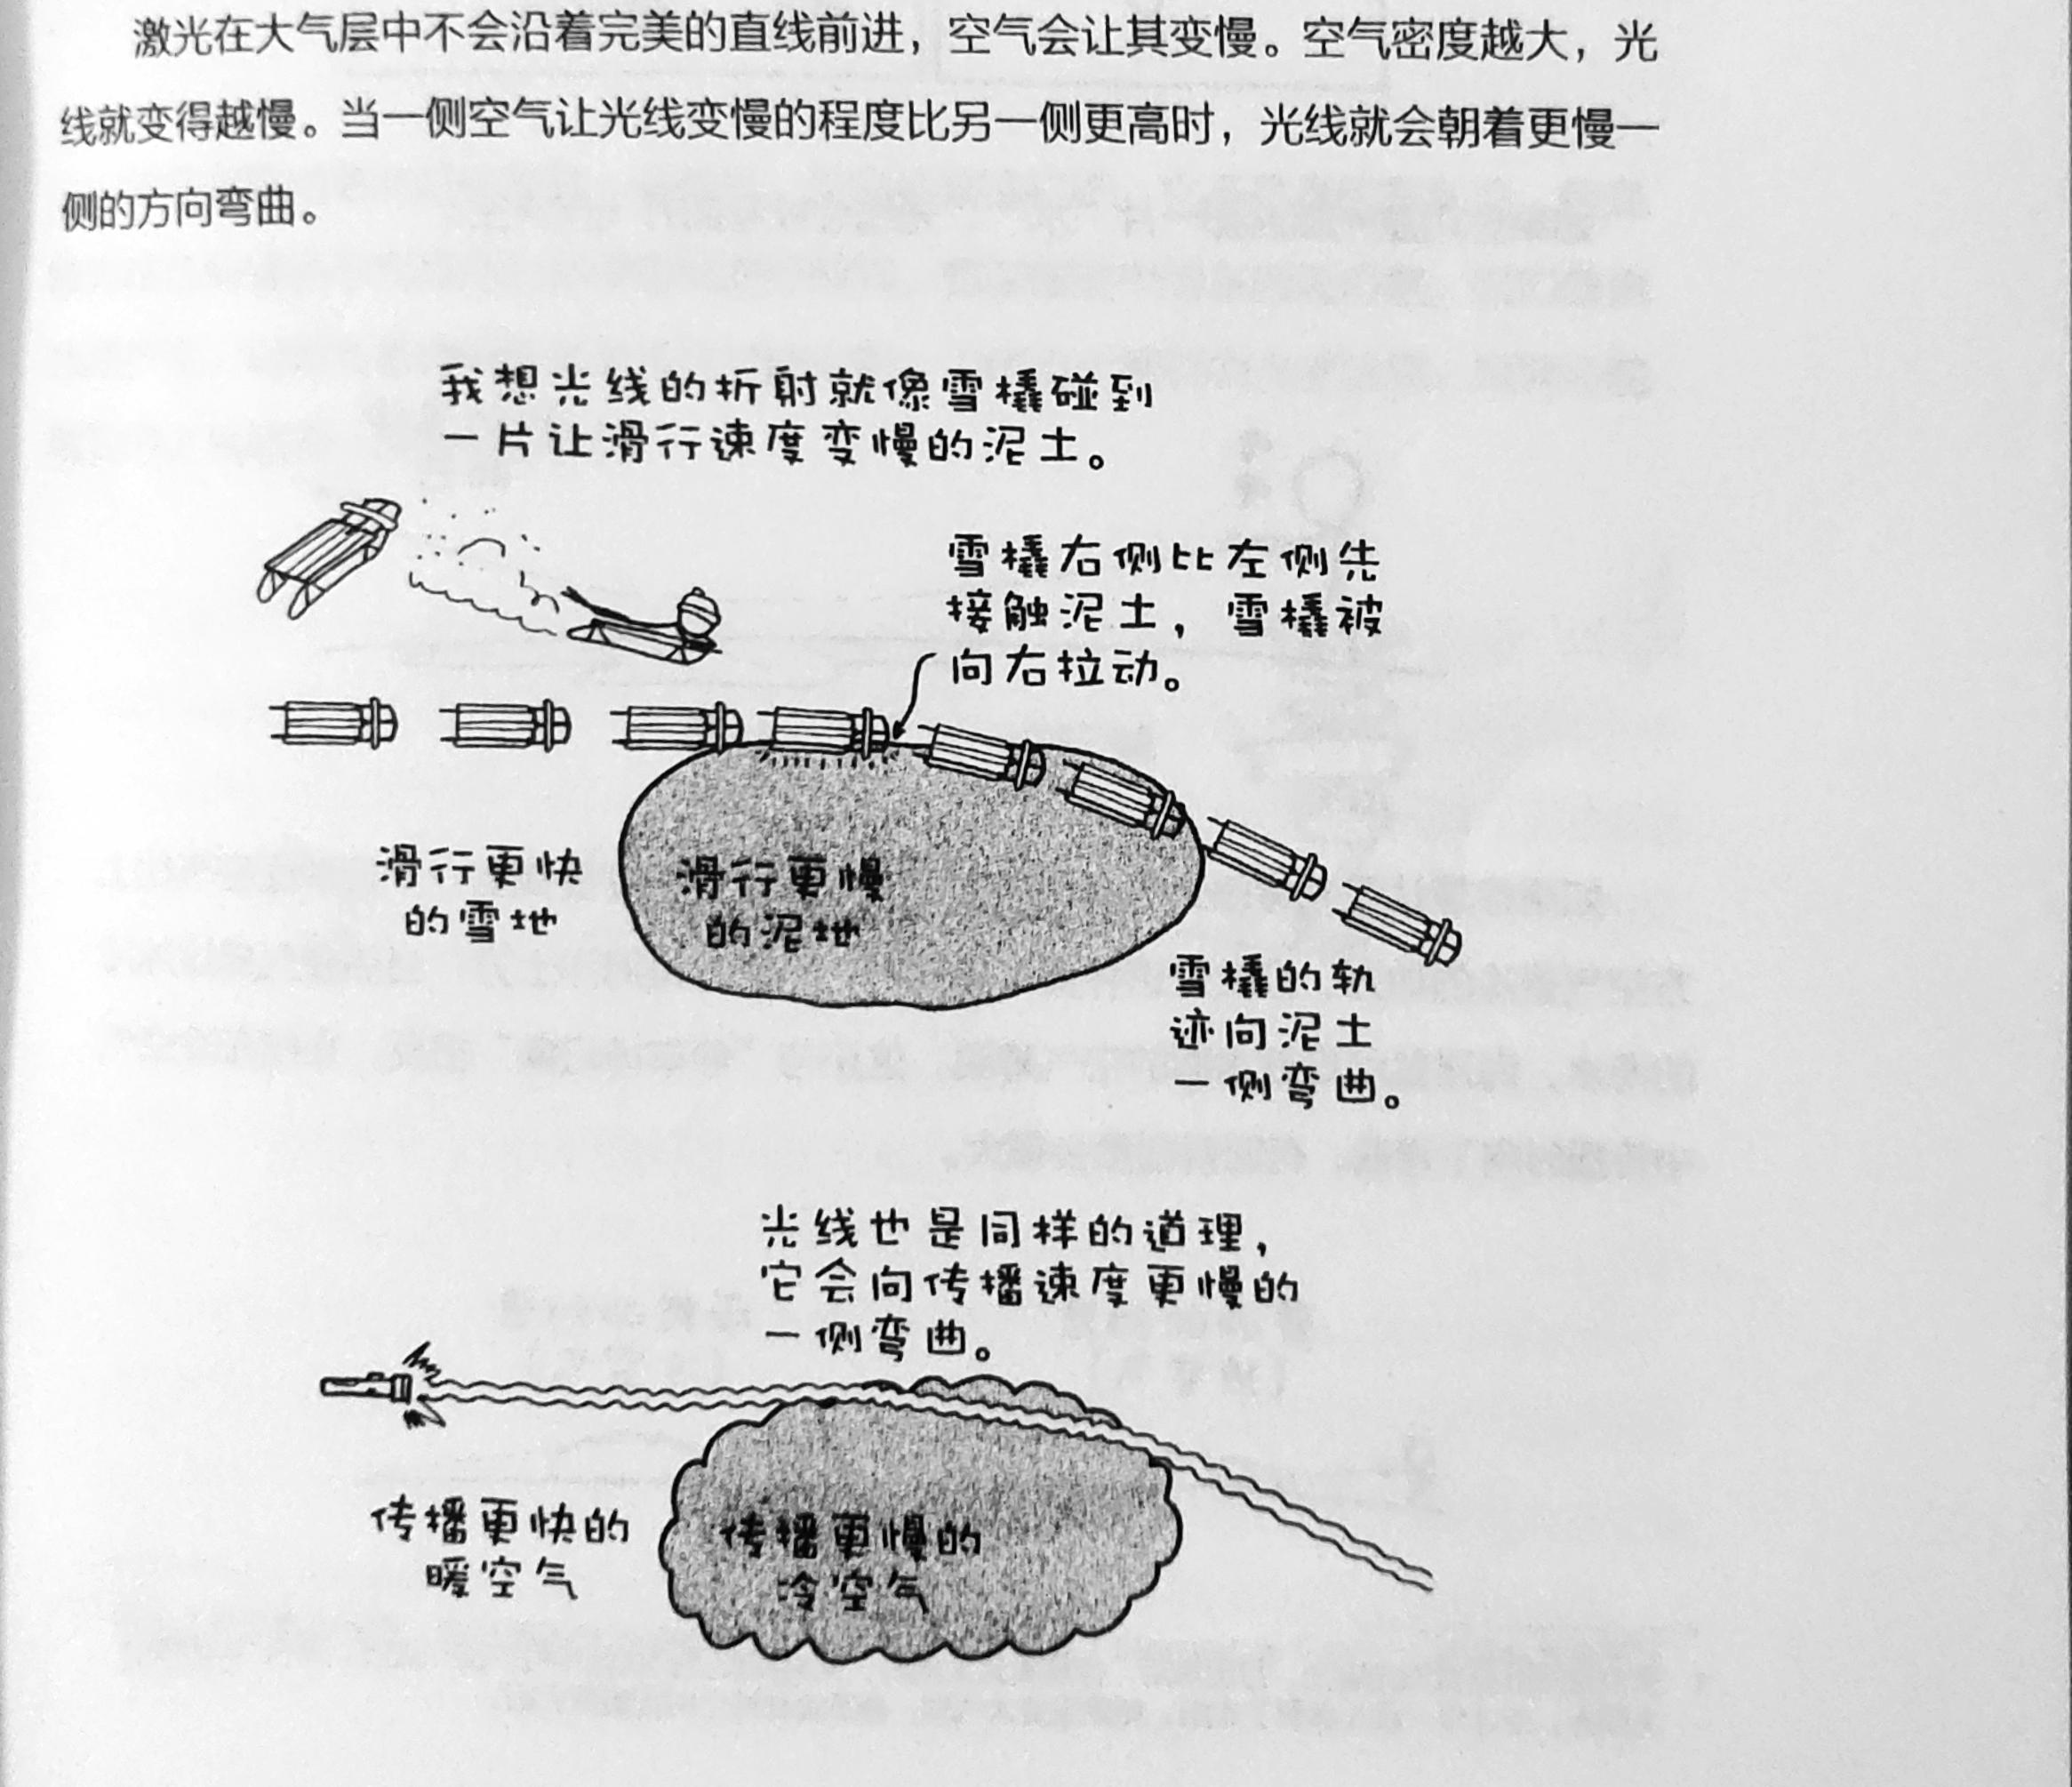 激光在大气层中不会沿着完美的直线前进，空气会让其变慢。空气密度越大，光
线就变得越慢。当一侧空气让光线变慢的程度比另一侧更高时，光线就会朝着更慢一
侧的方向弯曲。
我想光线的折射就像雪橇碰到
一片让滑行速度变慢的泥土。
雪橇右侧比左侧先
接触泥土，雪橇被
向右拉动。
滑行更快
的雪地
滑行更慢
的泥地
雪橇的轨
迹向泥土
一侧弯曲。
光线也是同样的道理，
它会向传播速度更慢的
一侧弯曲。
传播更快的
暖空气
传播更慢的
冷空气